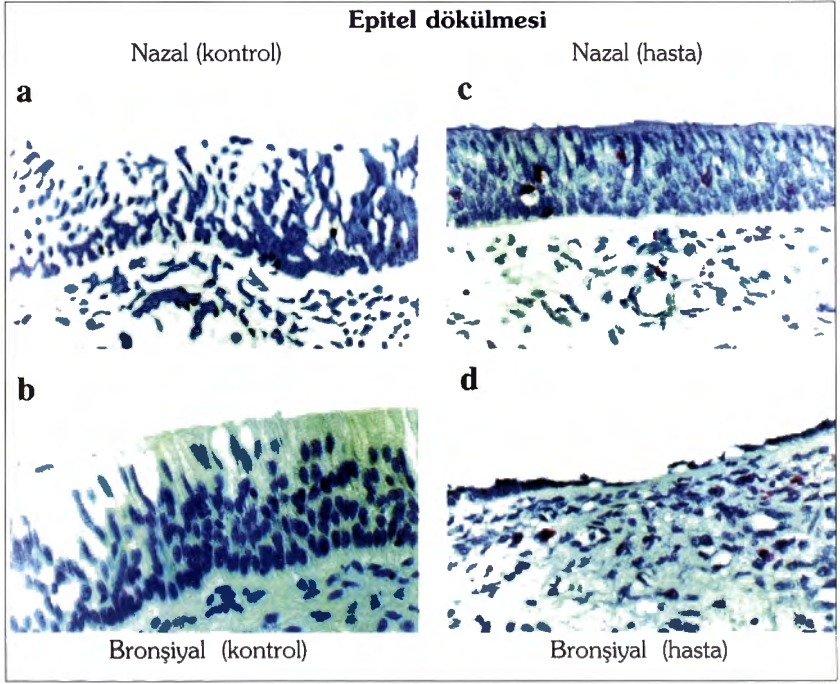 Epitel dökülmesi
Nazal (kontrol)
Nazal (hasta)
a
c
b
d
Bronşiyal (kontrol)
Bronşiyal (hasta)